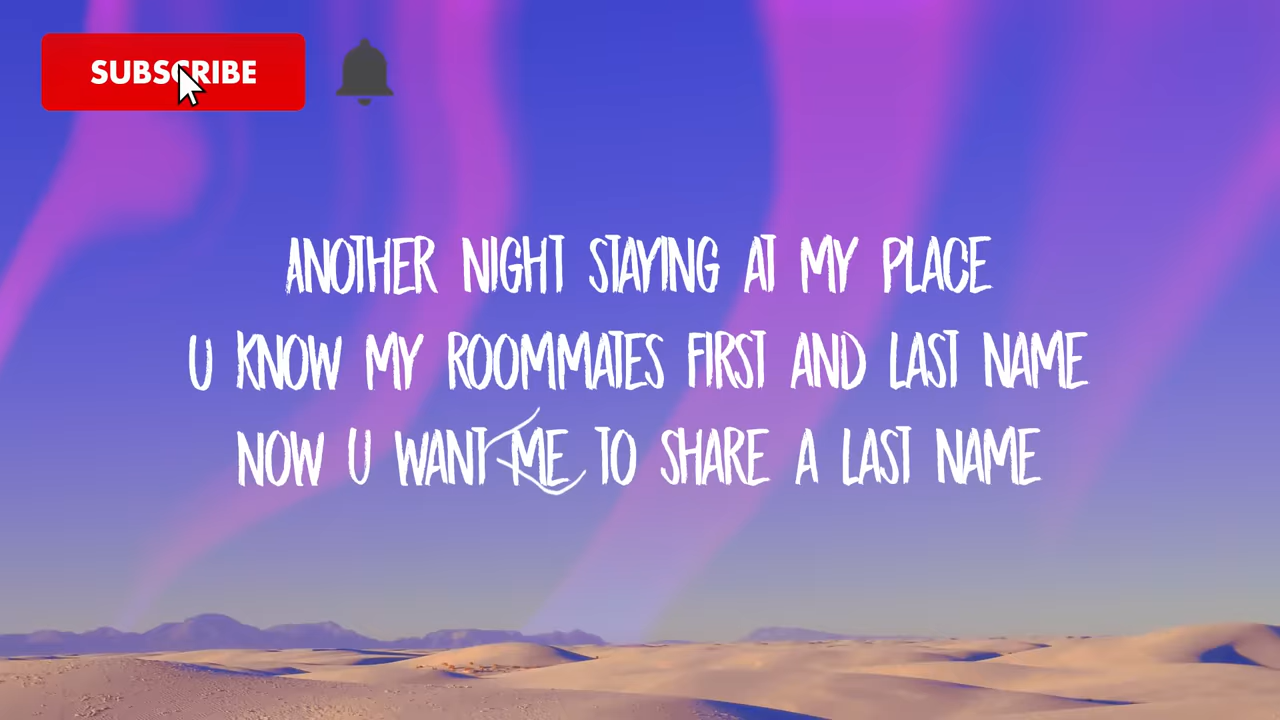 SUBSCRIBE
ANOTHER NIGHT STAYING AT MY PLACE
U KNOW MY ROOMMATES FIRST AND LAST NAME
NOW U WANT ME TO SHARE A LAST NAME